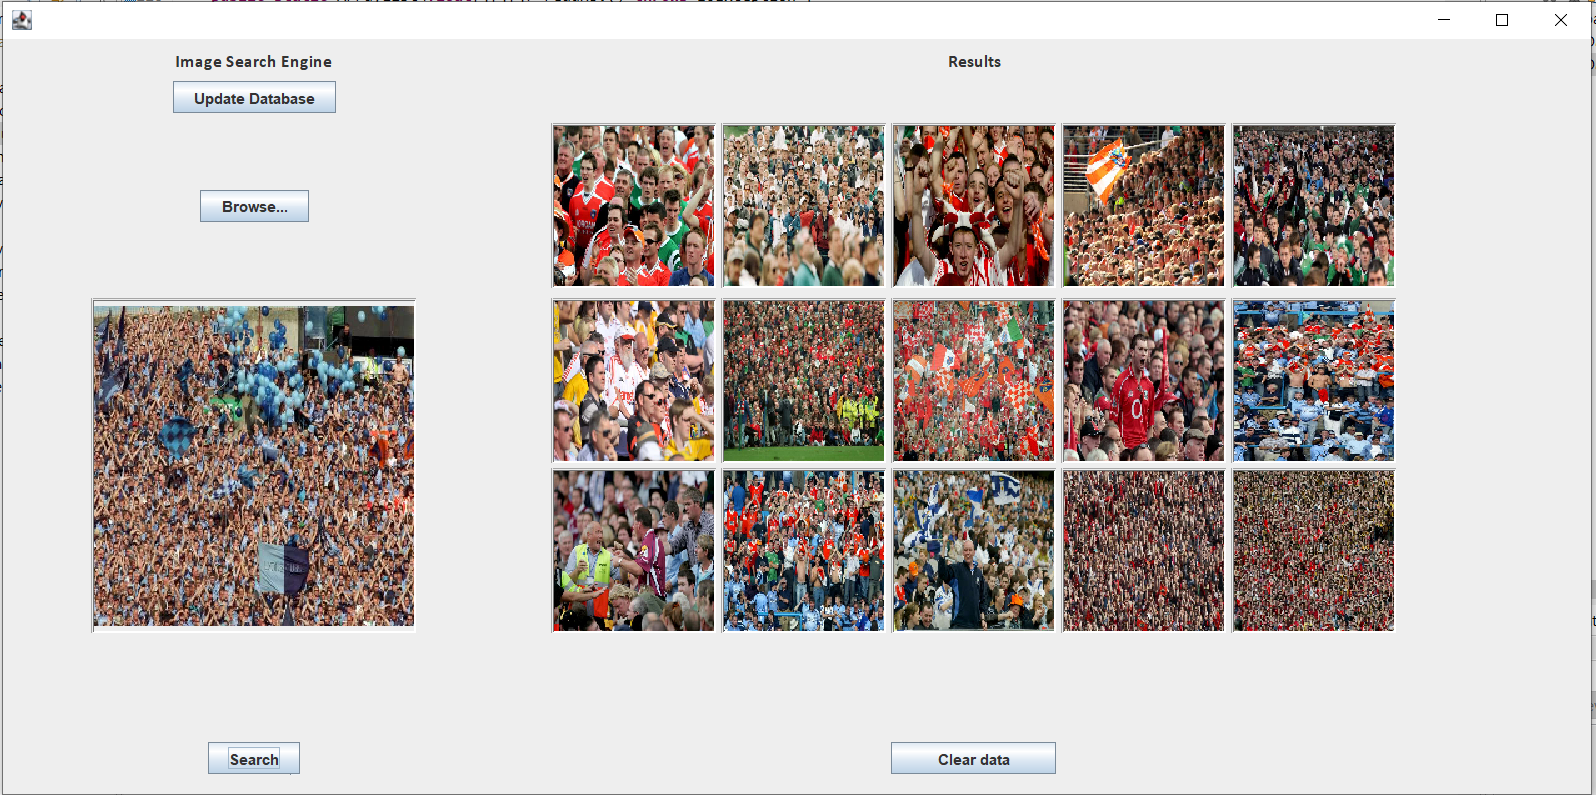 Image Search Engine
Results
Update Database
Browse...
Search
Clear data